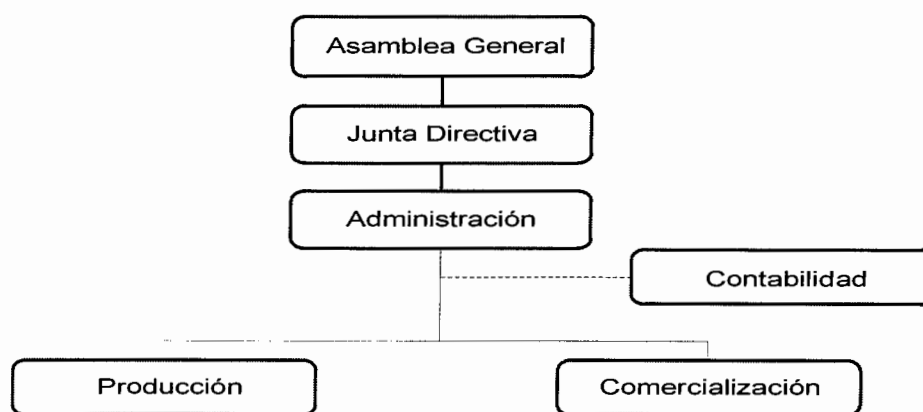 Asamblea General
Junta Directiva
Administración
Contabilidad
Producción
Comercialización